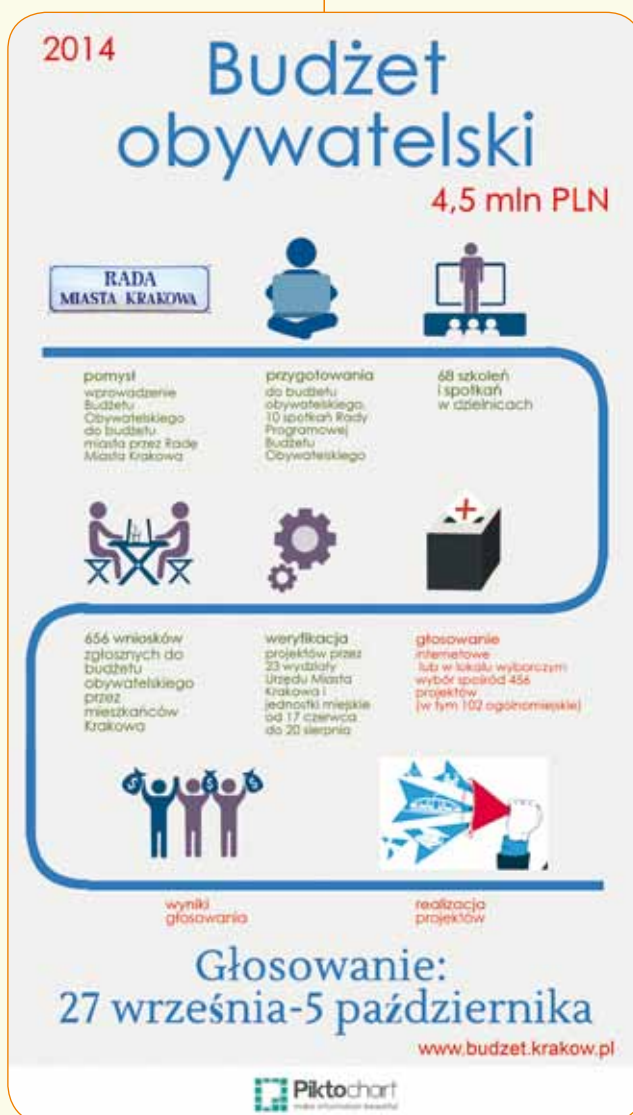 2014
Budżet
obywatelski
4,5 mln PLN
RADA
MIASTA KRAKOWA
pomysł
wprowadzenie
Budżetu
Obywatelskiego
do budżetu
miasta przez Radę
Miasta Krakowa
przygotowania
do budżetu
obywatelskiego,
10 spotkań Rady
Programowej
Budżetu
Obywatelskiego
68 szkoleń
i spotkań
w dzielnicach
656 wniosków
zgłosznych do
budżetu
obywatelskiego
przez
mieszkańców
Krakowa
weryfikacja
projektów przez
23 wydziały
Urzędu Miasta
Krakowa i
jednostki miejskie
od 17 czerwca
do 20 sierpnia
głosowanie
internetowe
lub w lokalu wyborczym
wybór spośród 456
projektów
(w tym 102 ogólnomiejskie)
wyniki
głosowania
realizacja
projektów
Głosowanie:
27 września-5 października
www.budzet.krakow.pl
Piktochart
make information beautiful